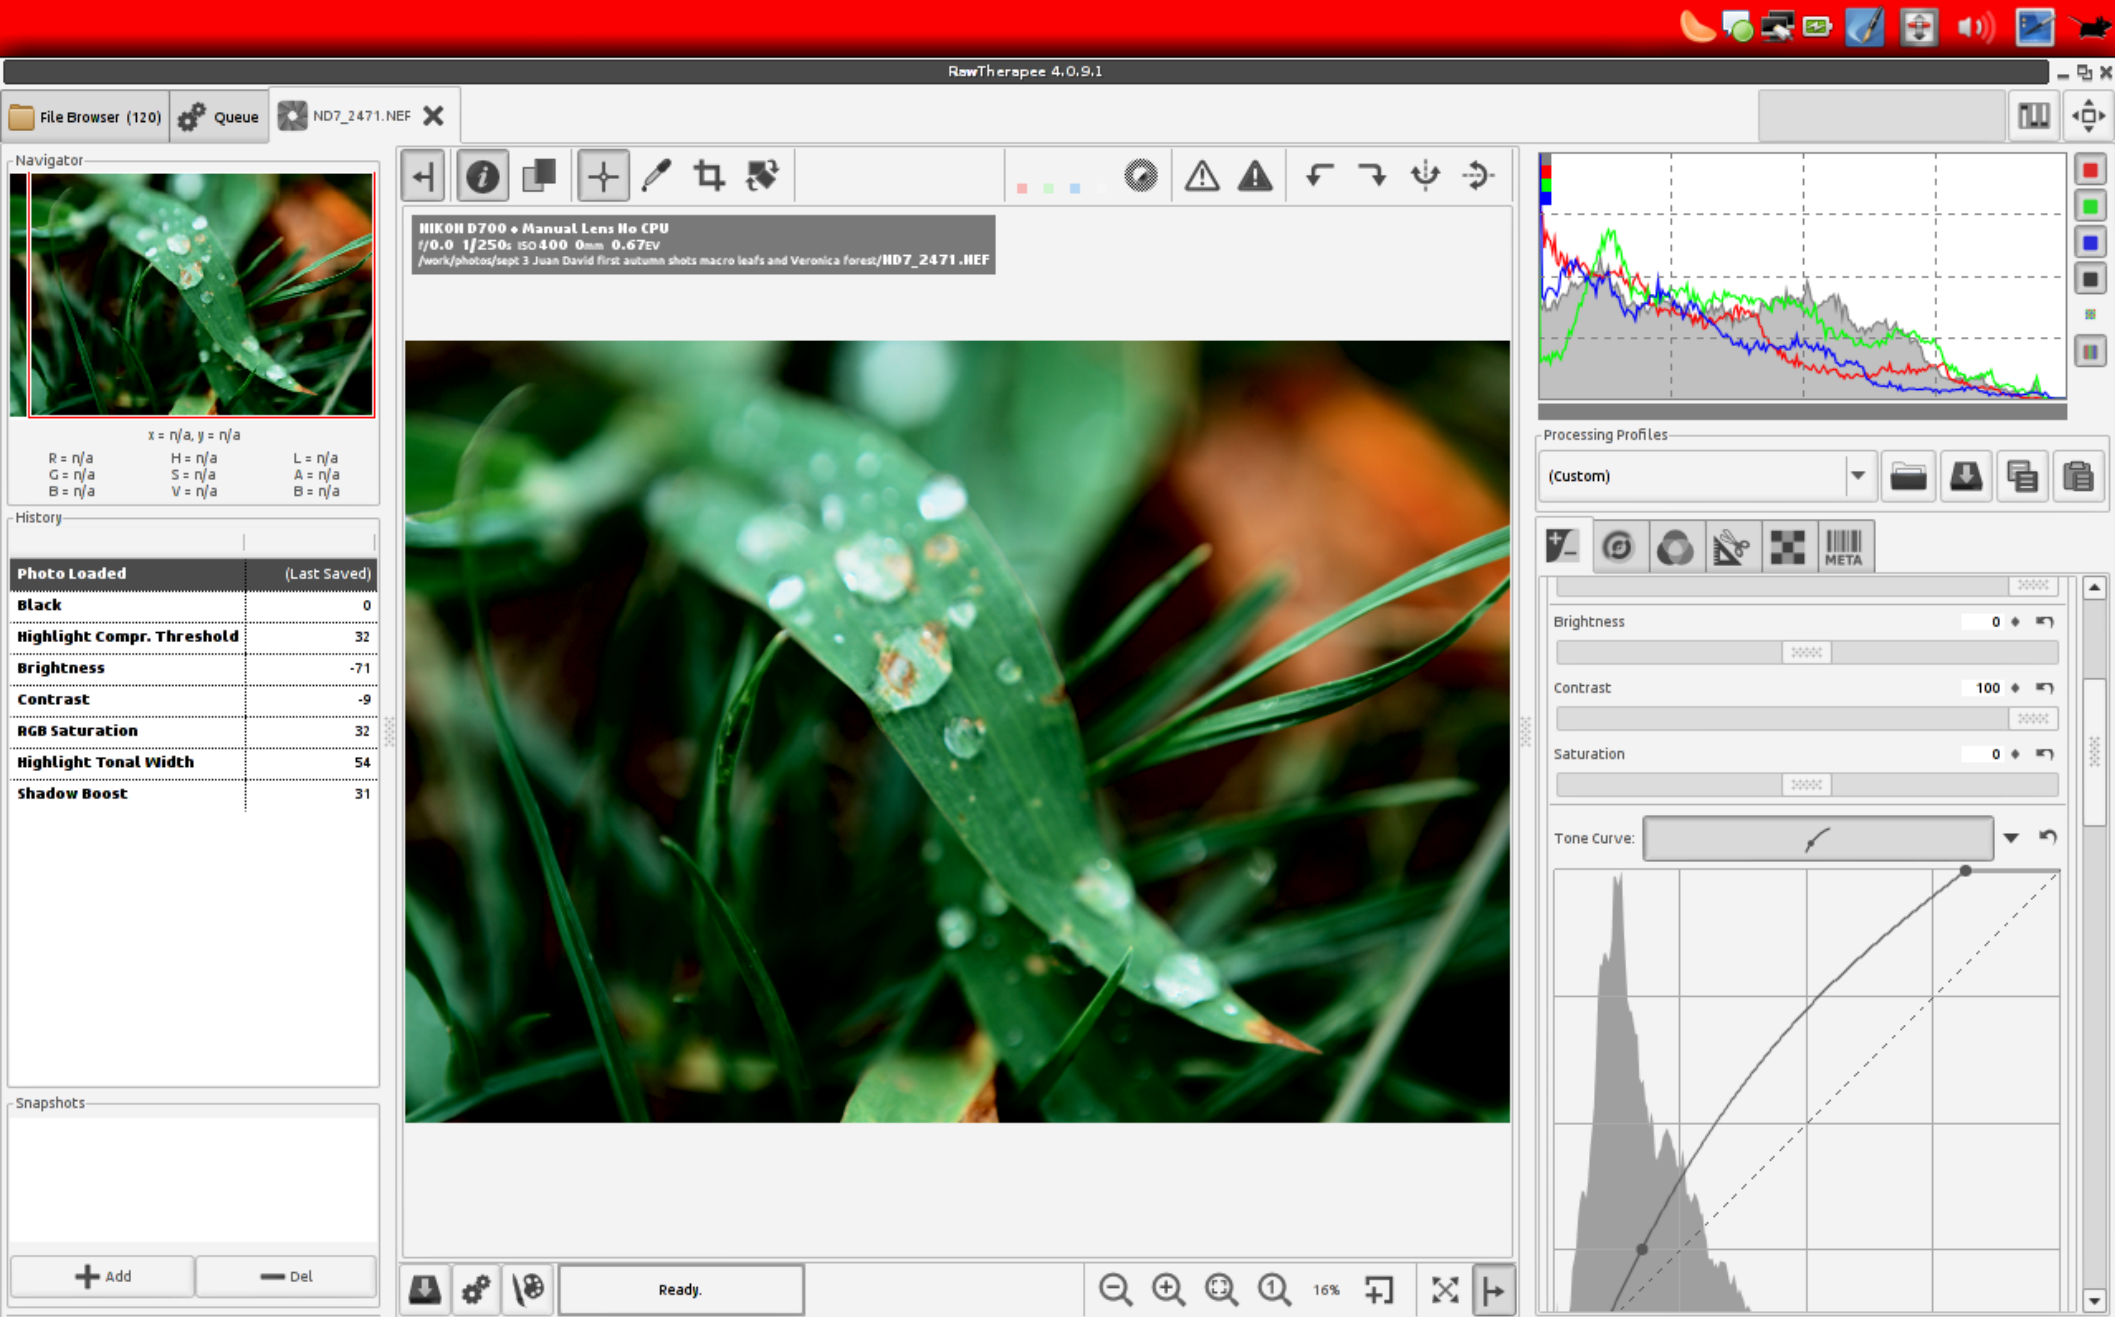 RawTherapee 4.0.9.1
File Browser (120)
Queue
ND7_2471.NEF
Navigator
x = n/a, y = n/a
R = n/a H = n/a L = n/a
G = n/a S = n/a A = n/a
B = n/a V = n/a B = n/a
History
Photo Loaded (Last Saved)
Black 0
Highlight Compr. Threshold 32
Brightness -71
Contrast -9
RGB Saturation 32
Highlight Tonal Width 54
Shadow Boost 31
Snapshots
Add
Del
NIKON D700 + Manual Lens No CPU
f/0.0 1/250s ISO 400 0mm 0.67EV
/work/photos/sept 3 Juan David first autumn shots macro leafs and Veronica forest/ND7_2471.NEF
Ready.
1
16%
Processing Profiles
(Custom)
META
Brightness 0
Contrast 100
Saturation 0
Tone Curve: